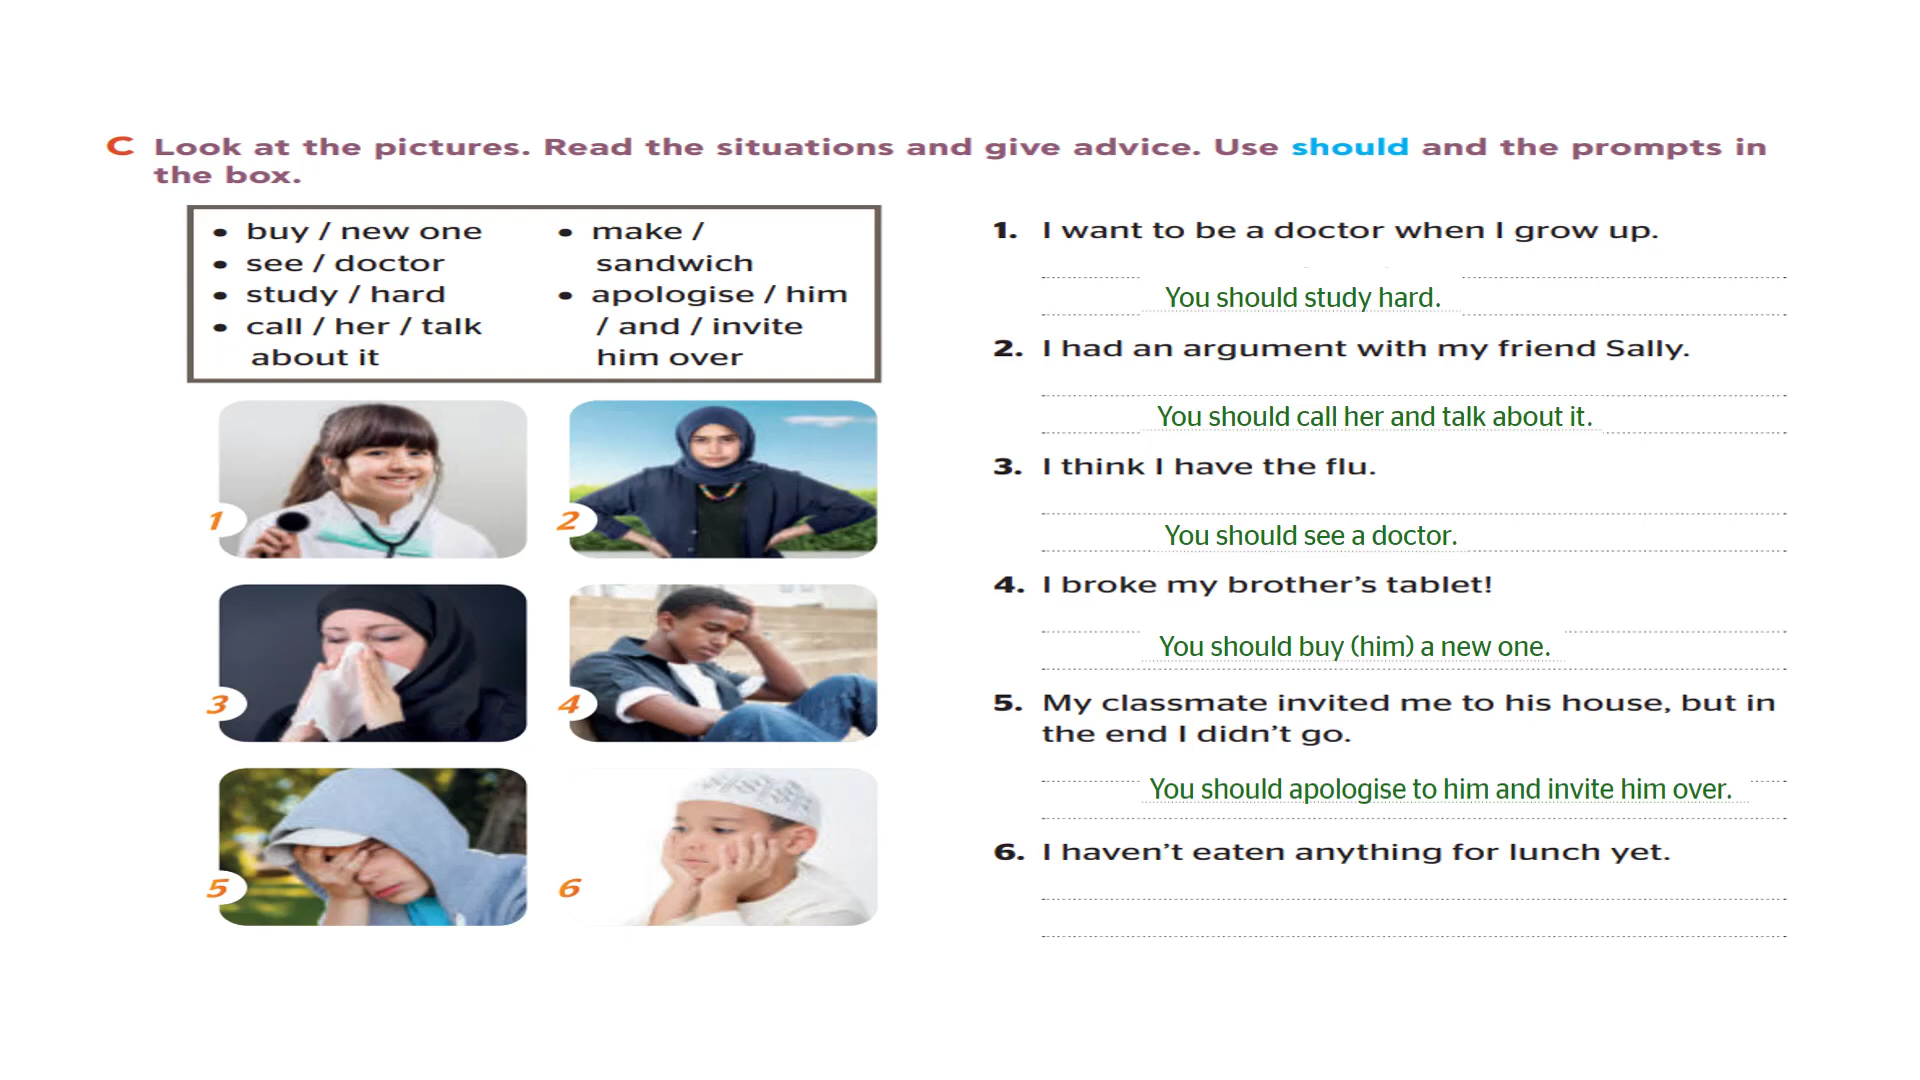 C Look at the pictures. Read the situations and give advice. Use should and the prompts in
the box.
• buy / new one
• see / doctor
• study / hard
• call / her / talk
about it
• make /
sandwich
• apologise / him
/ and / invite
him over
1
2
3
4
5
6
1. I want to be a doctor when I grow up.
You should study hard.
2. I had an argument with my friend Sally.
You should call her and talk about it.
3. I think I have the flu.
You should see a doctor.
4. I broke my brother's tablet!
You should buy (him) a new one.
5. My classmate invited me to his house, but in
the end I didn't go.
You should apologise to him and invite him over.
6. I haven't eaten anything for lunch yet.